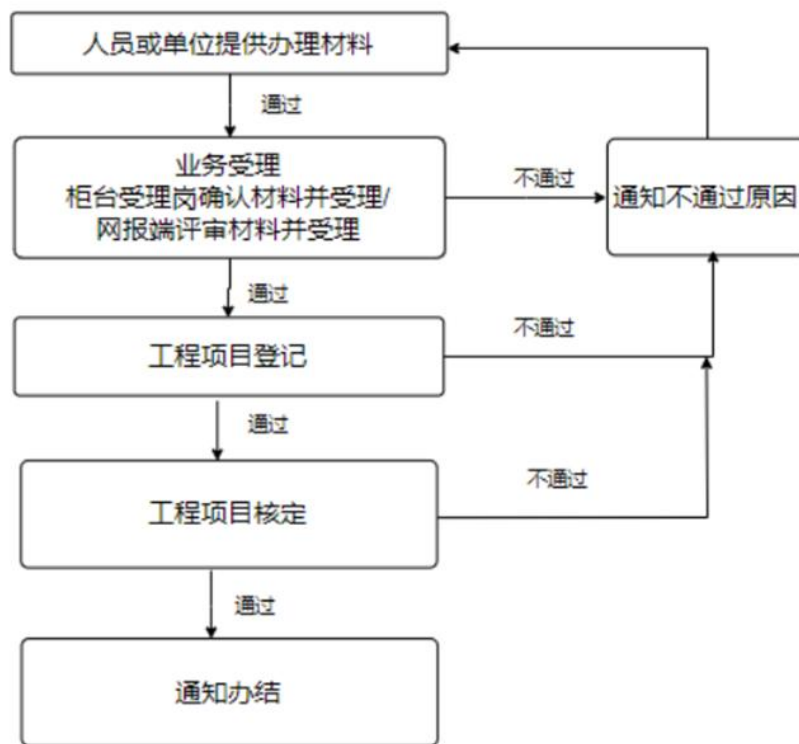 人员或单位提供办理材料
通过
业务受理
柜台受理岗确认材料并受理/
网报端评审材料并受理
不通过
通知不通过原因
通过
工程项目登记
不通过
通过
工程项目核定
不通过
通过
通知办结